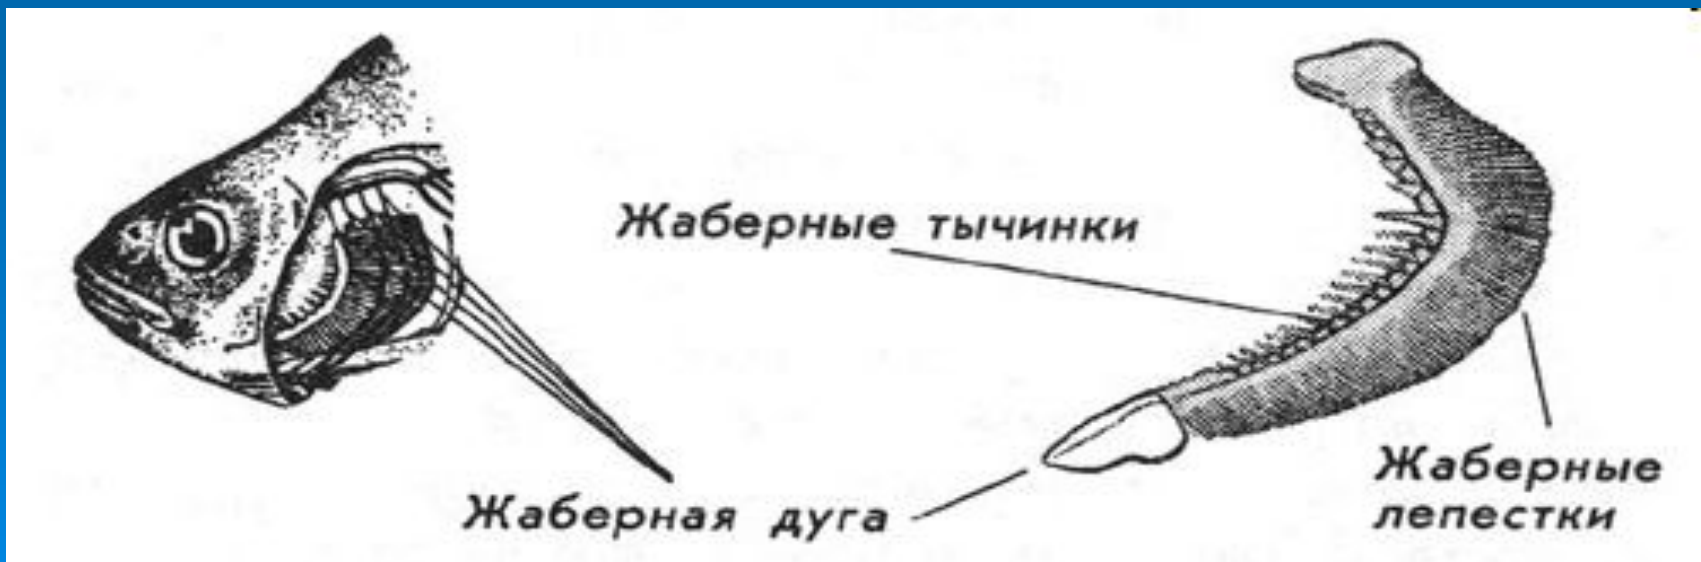 Жаберные тычинки
Жаберная дуга
Жаберные
лепестки